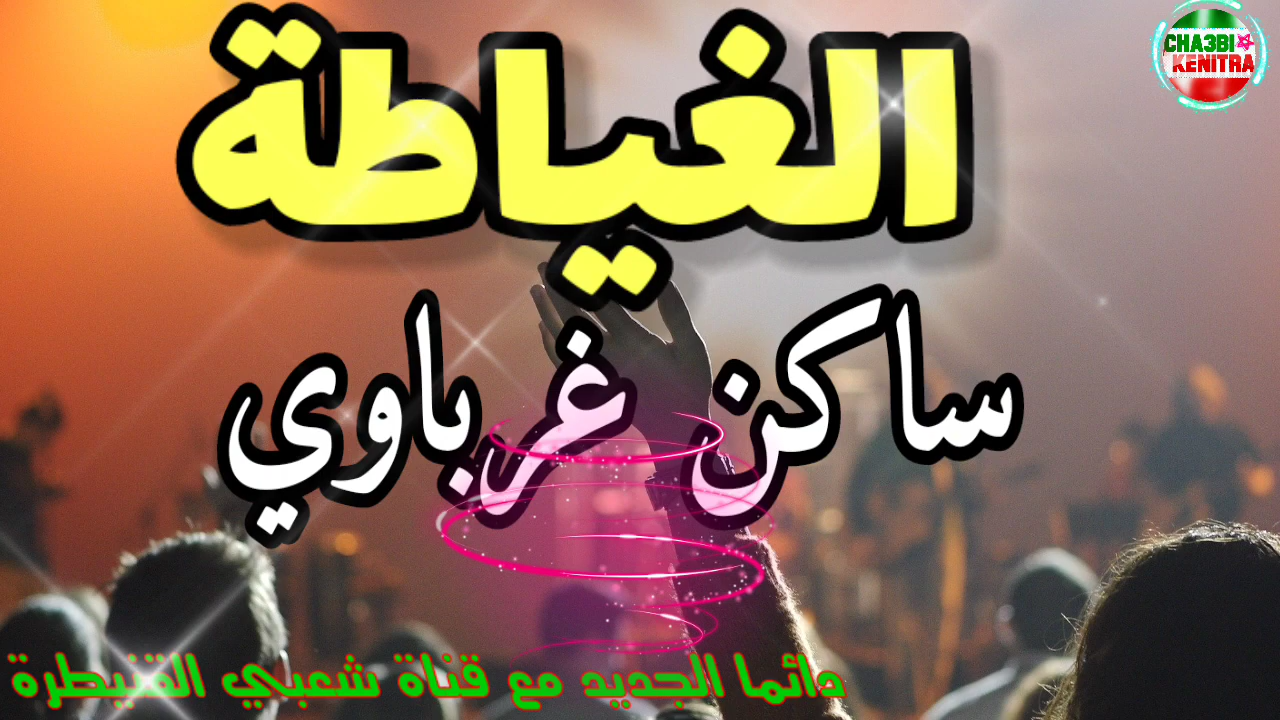 CHA3BI
KENITRA
الغياطة
ساكن غرباوي
دائما الجديد مع قناة شعبي القنيطرة